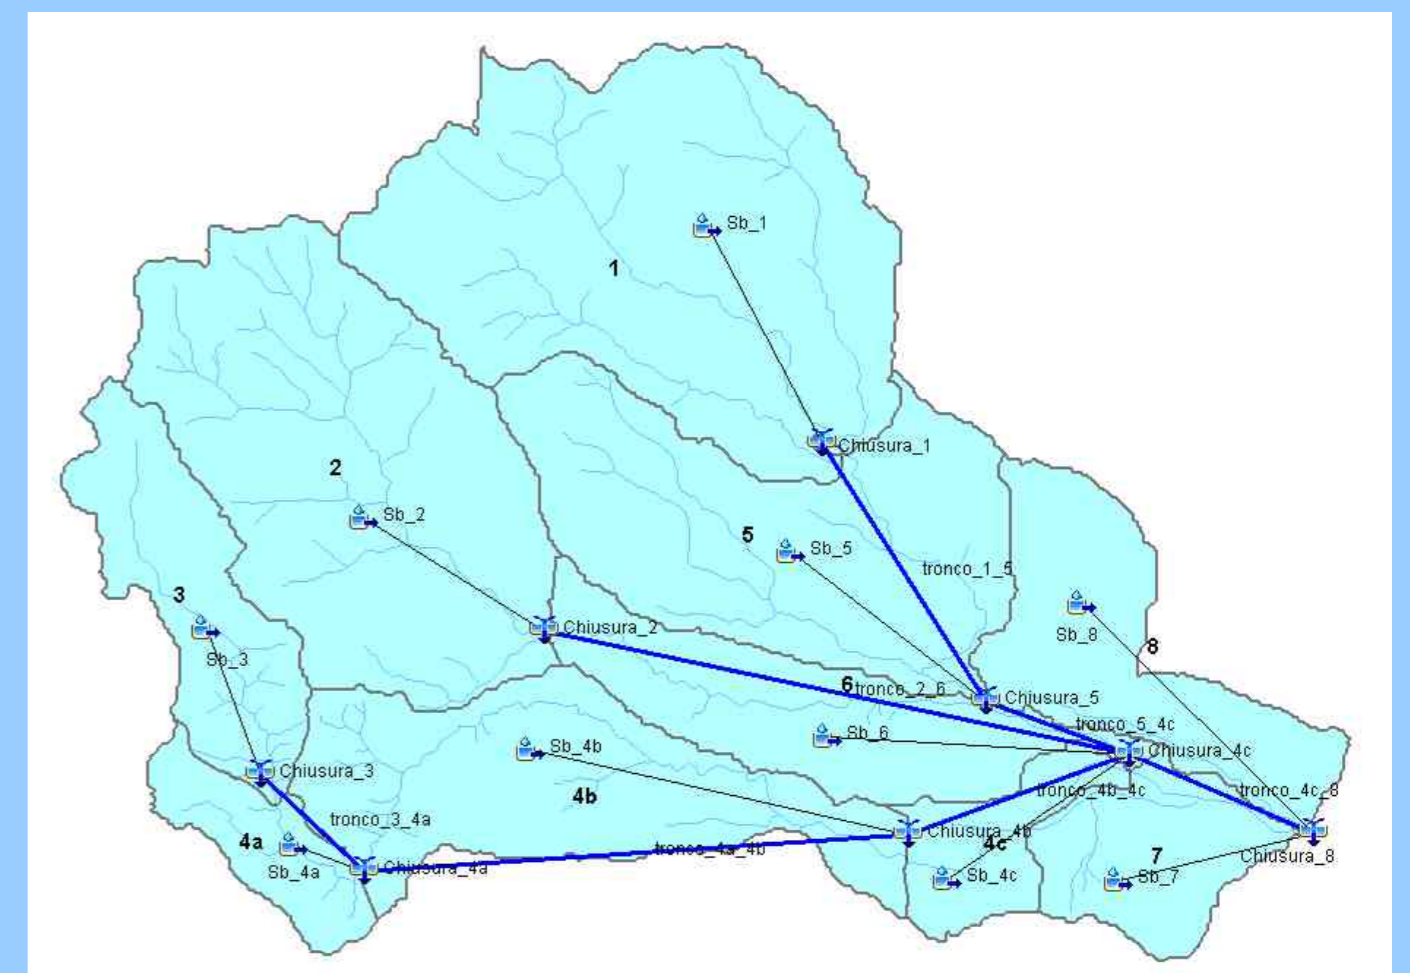 Sb_1
1
Chiusura_1
2
Sb_2
5
Sb_5
tronco_1_5
3
Sb_3
Chiusura_2
Sb_8
8
6
tronco_2_6
Chiusura_5
tronco_5_4c
Sb_6
Sb_4b
Chiusura_4c
Chiusura_3
4b
tronco_4b_4c
tronco_4c_8
tronco_3_4a
4a
Chiusura_4b
4c
tronco_4a_4b
Chiusura_8
7
Sb_4a
Chiusura_4a
Sb_4c
Sb_7